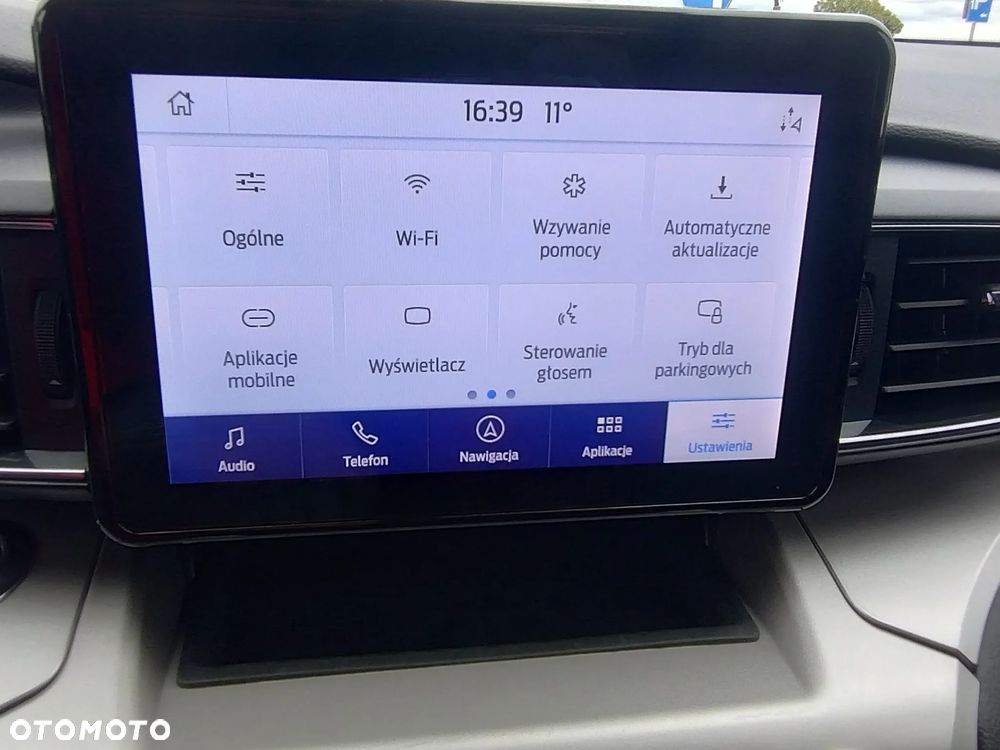 16:39 11°
Ogólne
Wi-Fi
Wzywanie
pomocy
Automatyczne
aktualizacje
Aplikacje
mobilne
Wyświetlacz
Sterowanie
głosem
Tryb dla
parkingowych
Audio
Telefon
Nawigacja
Aplikacje
Ustawienia
OTOMOTO